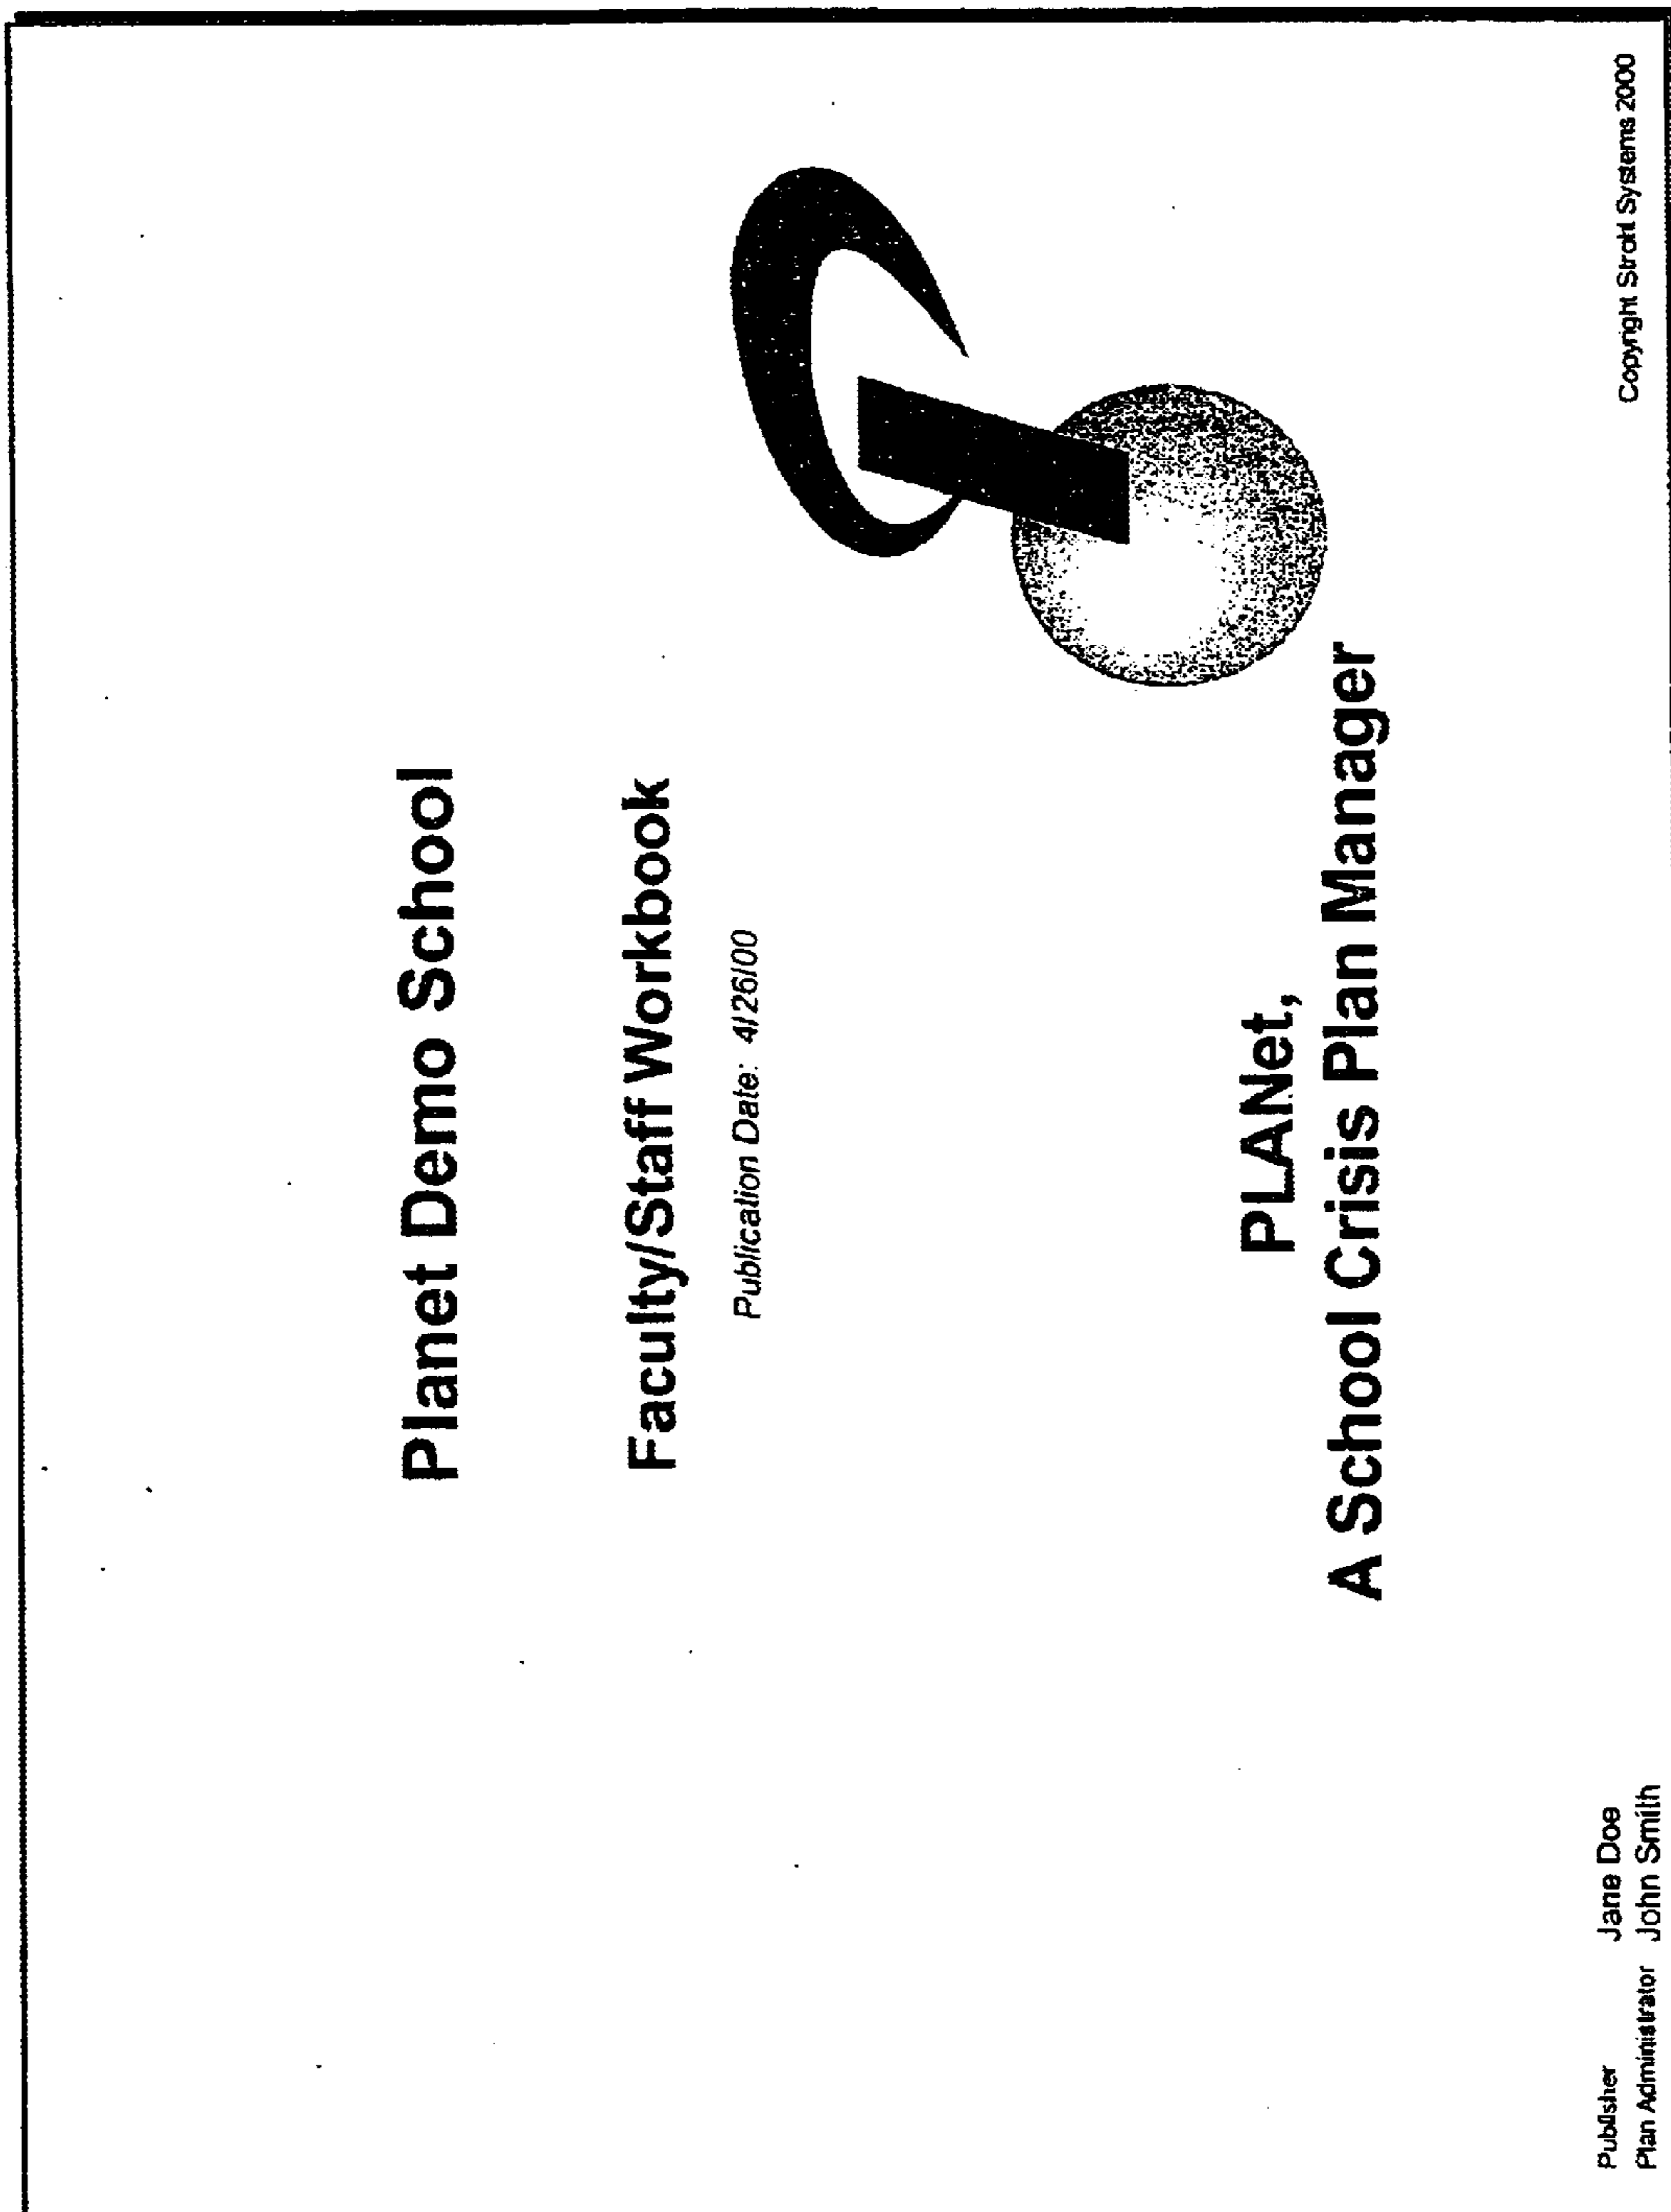 Planet Demo School
Faculty/Staff Workbook
Publication Date: 4/26/00
PLANet,
A School Crisis Plan Manager
Publisher Jane Doe
Plan Administrator John Smith
Copyright Strohl Systems 2000